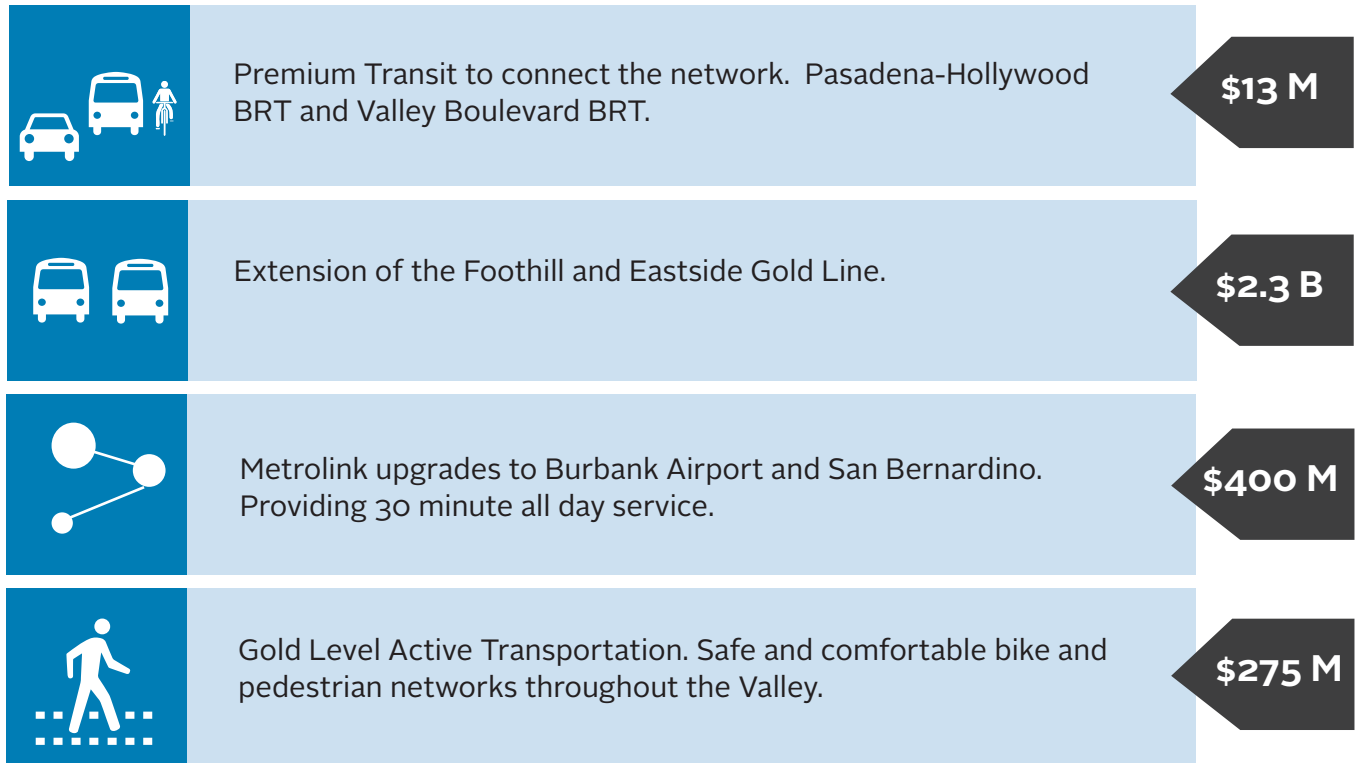 Premium Transit to connect the network.  Pasadena-Hollywood
BRT and Valley Boulevard BRT.
$13 M
Extension of the Foothill and Eastside Gold Line.
$2.3 B
Metrolink upgrades to Burbank Airport and San Bernardino.
Providing 30 minute all day service.
$400 M
Gold Level Active Transportation. Safe and comfortable bike and
pedestrian networks throughout the Valley.
$275 M